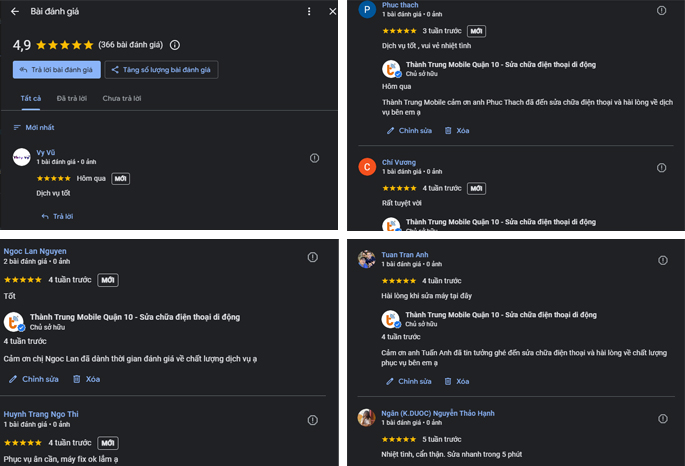 Bài đánh giá
4,9 (366 bài đánh giá)
Trả lời bài đánh giá
Tăng số lượng bài đánh giá
Tất cả
Đã trả lời
Chưa trả lời
Mới nhất
Vy Vũ
1 bài đánh giá • 0 ảnh
Hôm qua MỚI
Dịch vụ tốt
Trả lời
Phuc thach
1 bài đánh giá • 0 ảnh
3 tuần trước MỚI
Dịch vụ tốt , vui vẻ nhiệt tình
Thành Trung Mobile Quận 10 - Sửa chữa điện thoại di động
Chủ sở hữu
Hôm qua
Thành Trung Mobile cảm ơn anh Phuc Thach đã đến sửa chữa điện thoại và hài lòng về dịch
vụ bên em ạ
Chỉnh sửa
Xóa
C
Chí Vương
1 bài đánh giá • 0 ảnh
4 tuần trước MỚI
Rất tuyệt vời
Thành Trung Mobile Quận 10 - Sửa chữa điện thoại di động
Chủ sở hữu
Ngoc Lan Nguyen
2 bài đánh giá • 0 ảnh
4 tuần trước MỚI
Tốt
Thành Trung Mobile Quận 10 - Sửa chữa điện thoại di động
Chủ sở hữu
4 tuần trước
Cảm ơn chị Ngọc Lan đã dành thời gian đánh giá về chất lượng dịch vụ ạ
Chỉnh sửa
Xóa
Huynh Trang Ngo Thi
1 bài đánh giá • 0 ảnh
4 tuần trước MỚI
Phục vụ ân cần, máy fix ok lắm ạ
Tuan Tran Anh
1 bài đánh giá • 0 ảnh
4 tuần trước
Hài lòng khi sửa máy tại đây
Thành Trung Mobile Quận 10 - Sửa chữa điện thoại di động
Chủ sở hữu
4 tuần trước
Cảm ơn anh Tuấn Anh đã tin tưởng ghé đến sửa chữa điện thoại và hài lòng về chất lượng
phục vụ bên em ạ
Chỉnh sửa
Xóa
Ngân (K.DUOC) Nguyễn Thảo Hạnh
1 bài đánh giá • 0 ảnh
5 tuần trước
Nhiệt tình, cẩn thận. Sửa nhanh trong 5 phút